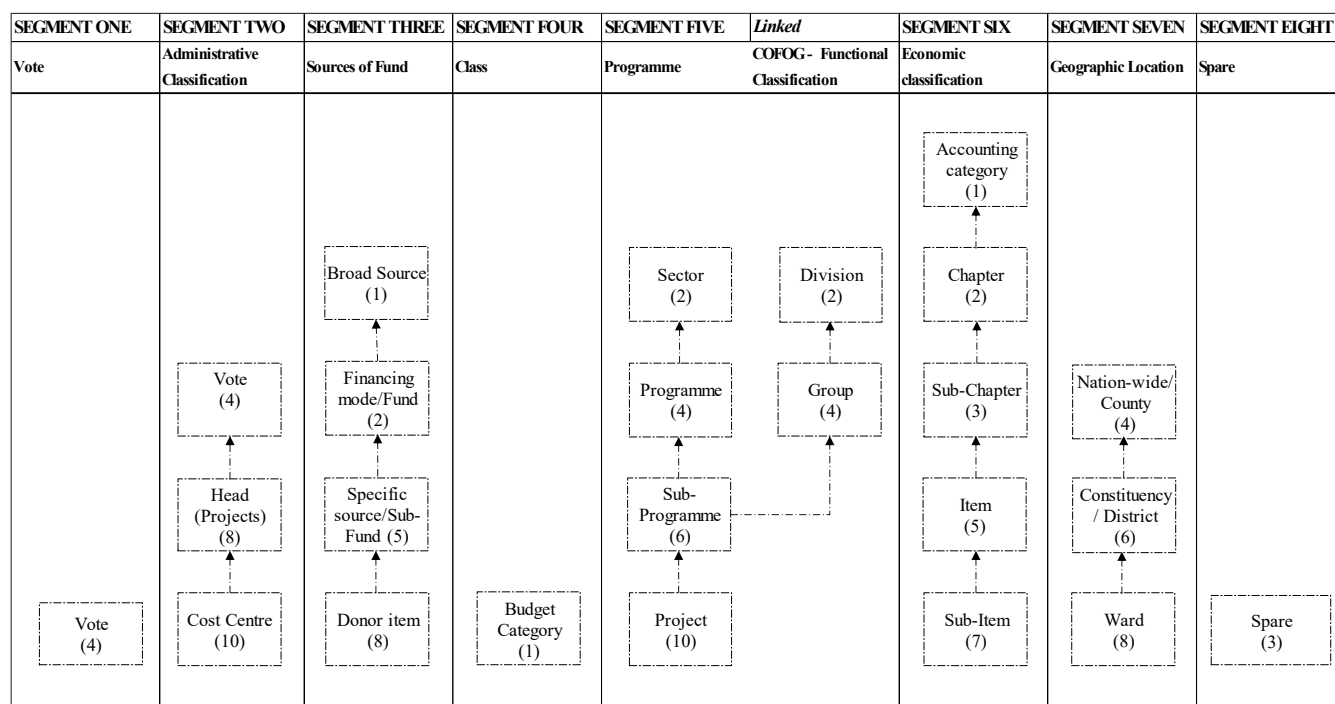 SEGMENT ONE
SEGMENT TWO
SEGMENT THREE
SEGMENT FOUR
SEGMENT FIVE
Linked
SEGMENT SIX
SEGMENT SEVEN
SEGMENT EIGHT
Vote
Administrative
Classification
Sources of Fund
Class
Programme
COFOG - Functional
Classification
Economic
classification
Geographic Location
Spare
Accounting
category
(1)
Broad Source
(1)
Sector
(2)
Division
(2)
Chapter
(2)
Vote
(4)
Financing
mode/Fund
(2)
Programme
(4)
Group
(4)
Sub-Chapter
(3)
Nation-wide/
County
(4)
Head
(Projects)
(8)
Specific
source/Sub-
Fund (5)
Sub-
Programme
(6)
Item
(5)
Constituency
/ District
(6)
Vote
(4)
Cost Centre
(10)
Donor item
(8)
Budget
Category
(1)
Project
(10)
Sub-Item
(7)
Ward
(8)
Spare
(3)